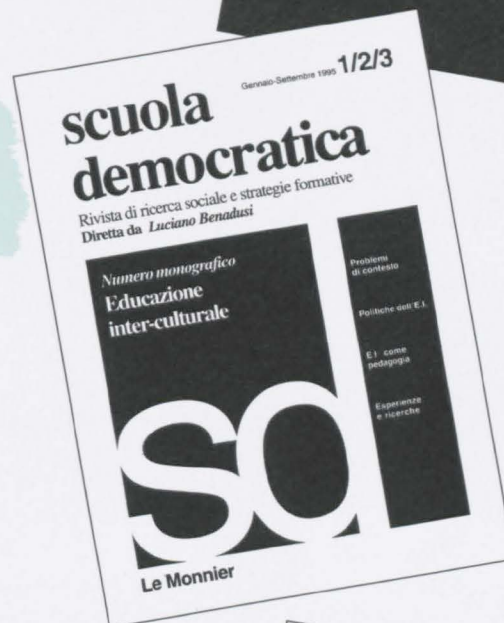 Gennaio-Settembre 1995 1/2/3
scuola
democratica
Rivista di ricerca sociale e strategie formative
Diretta da Luciano Benadusi
Numero monografico
Educazione
inter-culturale
Problemi
di contesto
Politiche dell'E.I.
E.I. come
pedagogia
Esperienze
e ricerche
sd
Le Monnier